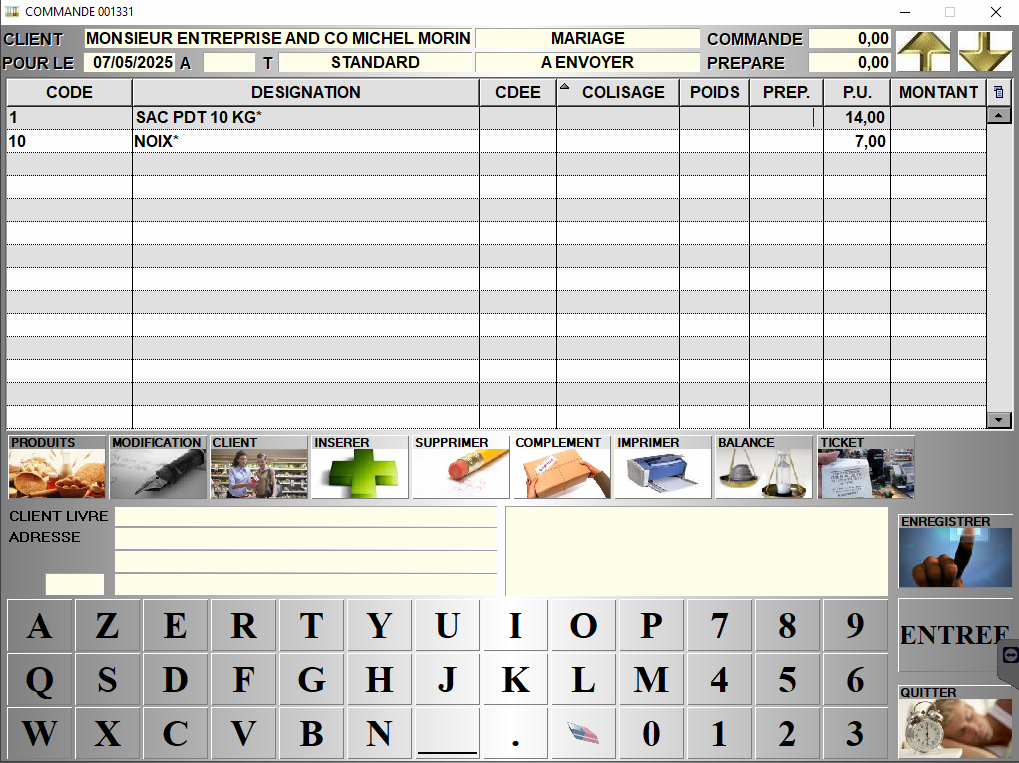 COMMANDE 001331
CLIENT MONSIEUR ENTREPRISE AND CO MICHEL MORIN MARIAGE COMMANDE 0,00
POUR LE 07/05/2025 A T STANDARD A ENVOYER PREPARE 0,00
CODE DESIGNATION CDEE COLISAGE POIDS PREP. P.U. MONTANT
1 SAC PDT 10 KG* 14,00
10 NOIX* 7,00
PRODUITS MODIFICATION CLIENT INSERER SUPPRIMER COMPLEMENT IMPRIMER BALANCE TICKET
CLIENT LIVRE
ADRESSE
ENREGISTRER
A Z E R T Y U I O P 7 8 9
ENTREE
Q S D F G H J K L M 4 5 6
QUITTER
W X C V B N . 0 1 2 3